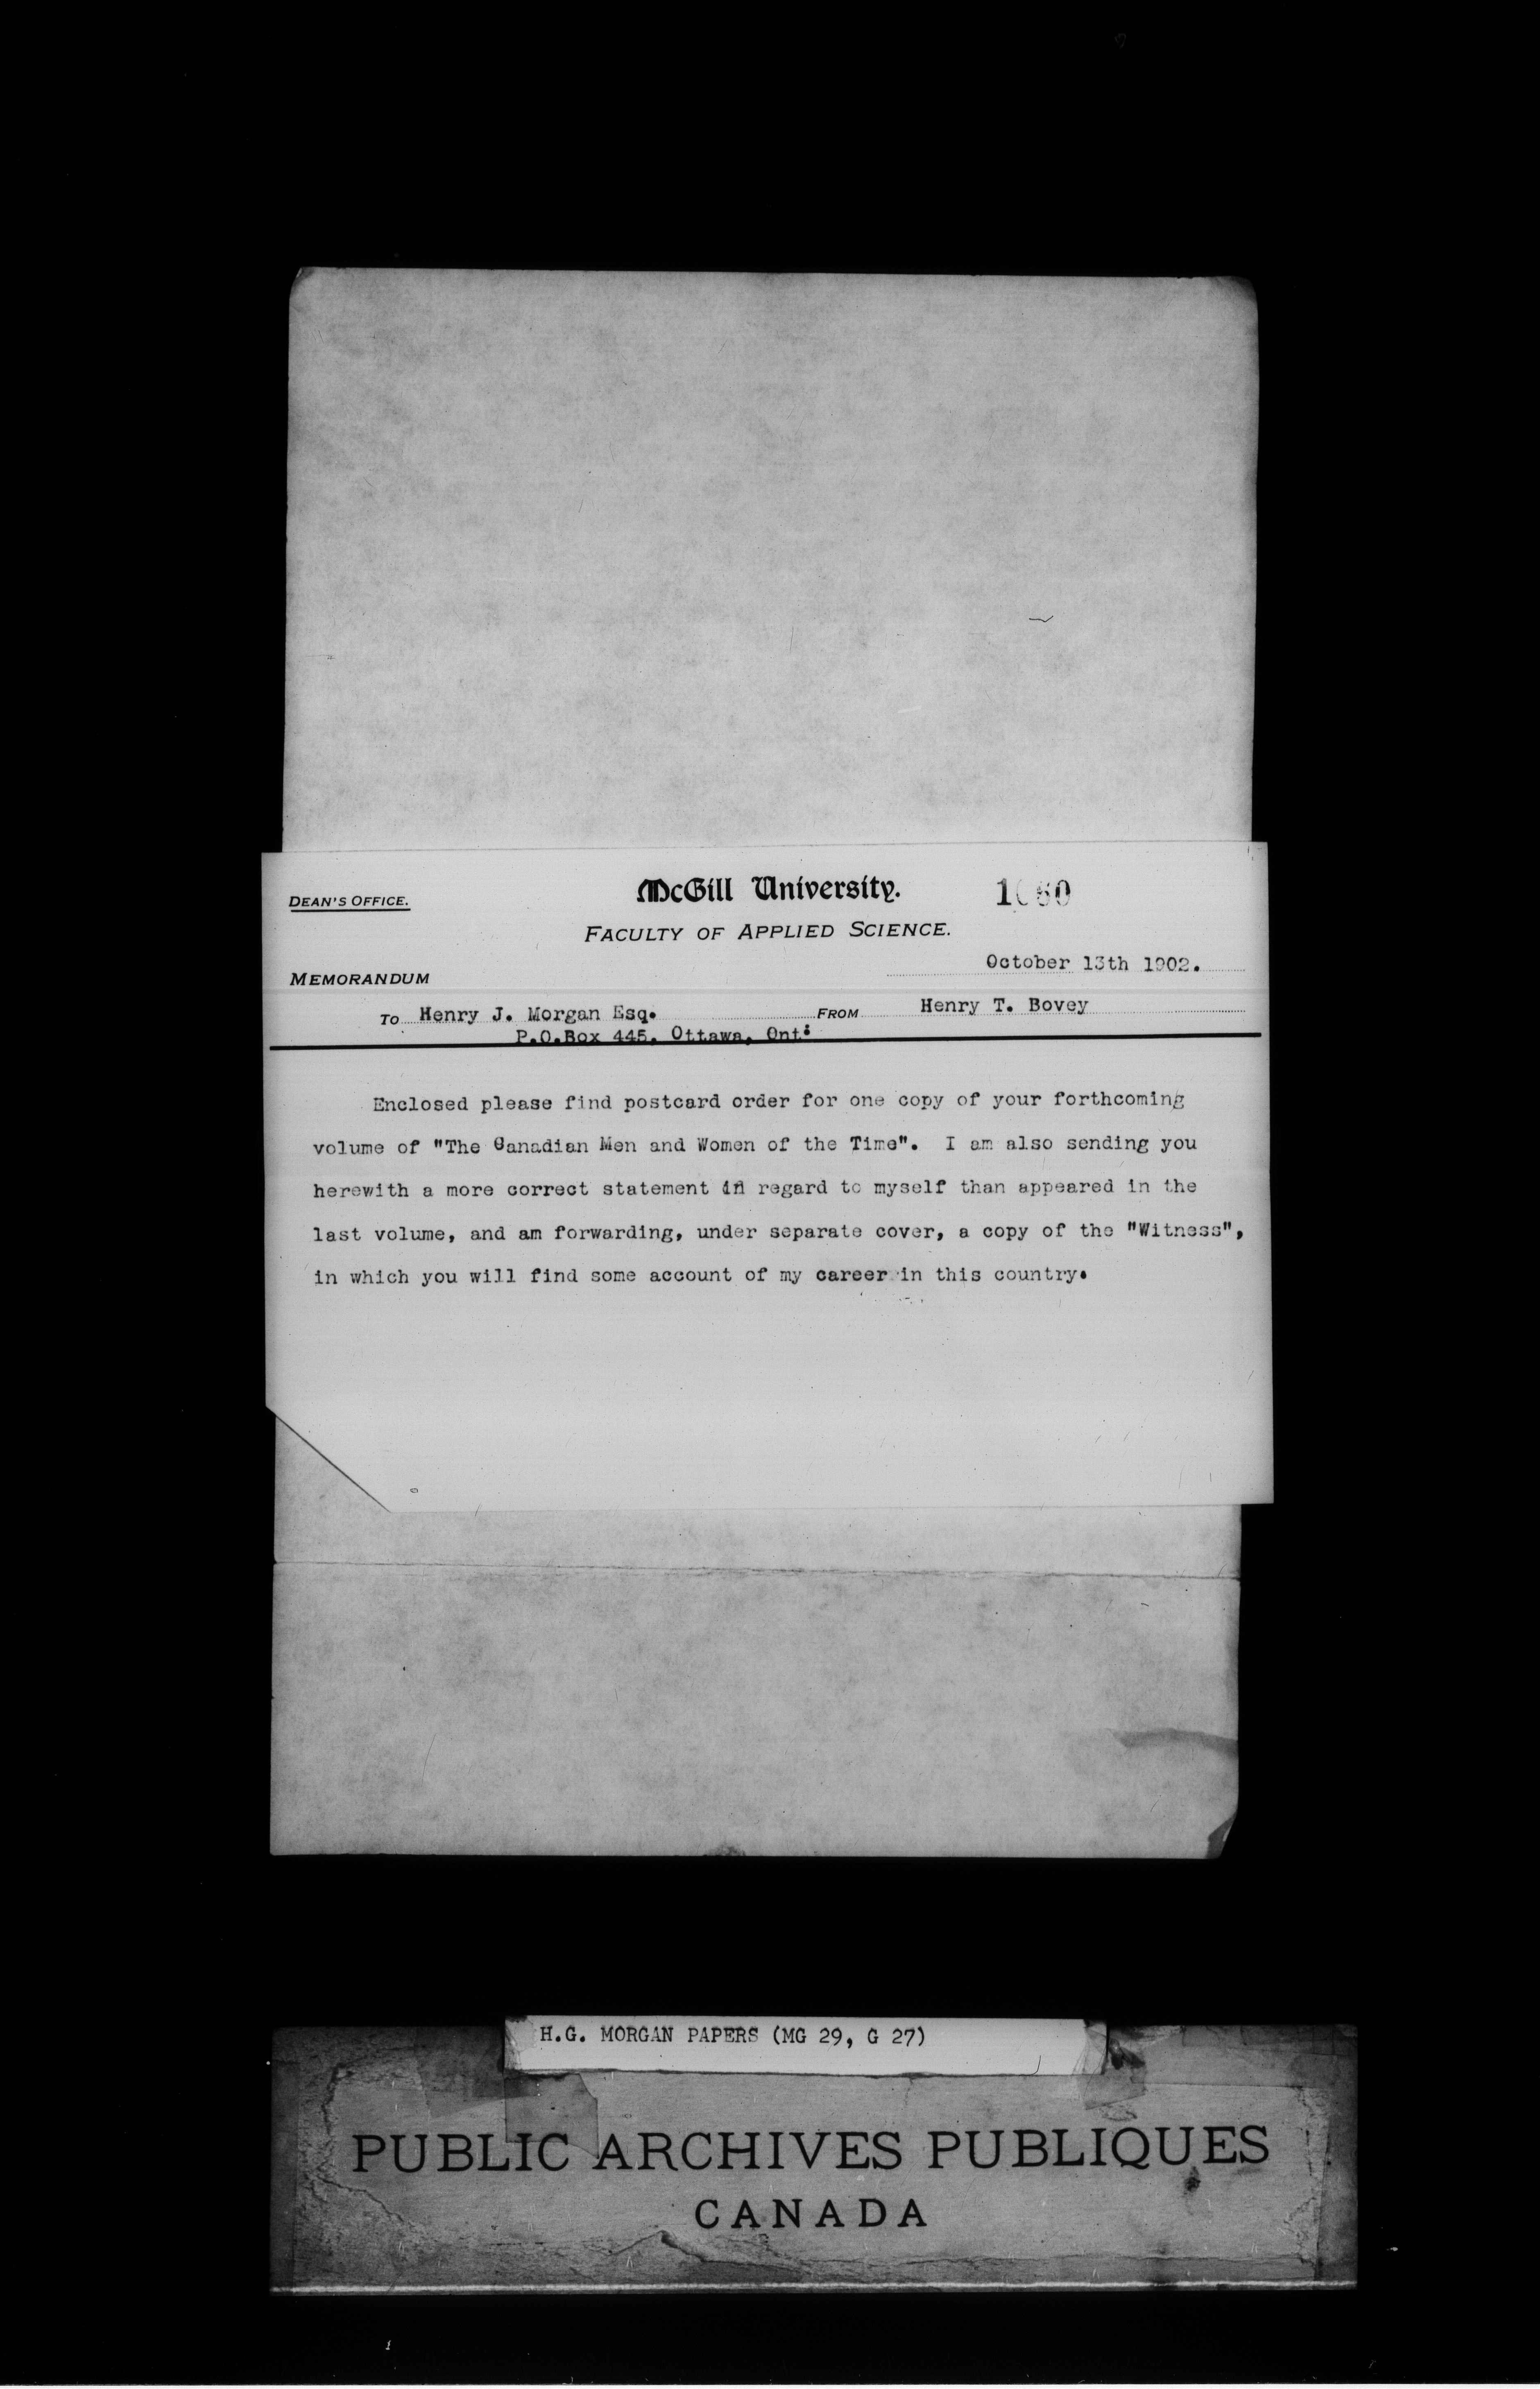 DEAN'S OFFICE.
McGill University.
FACULTY OF APPLIED SCIENCE.
October 13th 1902.
MEMORANDUM
TO Henry J. Morgan Esq. FROM Henry T. Bovey
P.O.Box 445, Ottawa, Ont:
Enclosed please find postcard order for one copy of your forthcoming
volume of "The Canadian Men and Women of the Time". I am also sending you
herewith a more correct statement in regard to myself than appeared in the
last volume, and am forwarding, under separate cover, a copy of the "Witness",
in which you will find some account of my career in this country.
H.G. MORGAN PAPERS (MG 29, G 27)
PUBLIC ARCHIVES PUBLIQUES
CANADA